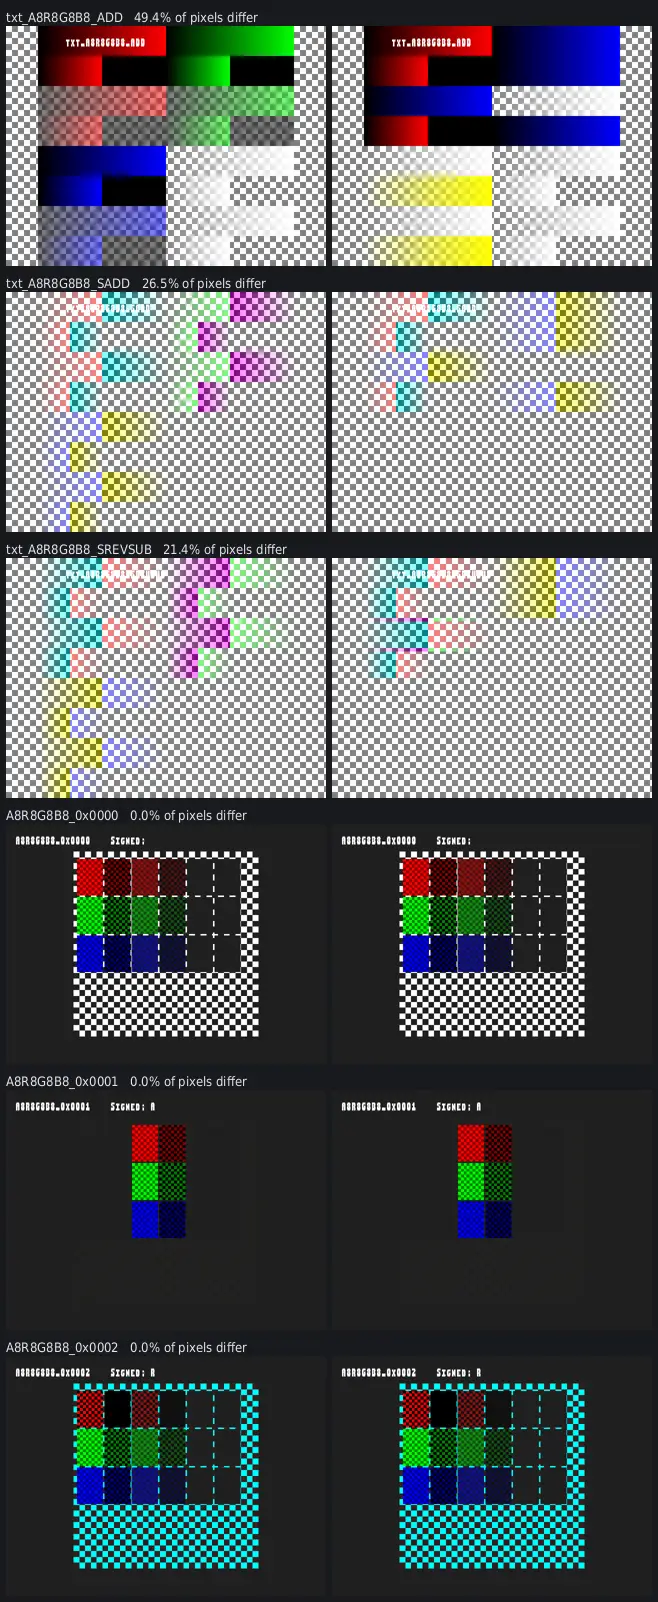 txt_A8R8G8B8_ADD 49.4% of pixels differ
TXT_A8R8G8B8_ADD TXT_A8R8G8B8_ADD
txt_A8R8G8B8_SADD 26.5% of pixels differ
txt_A8R8G8B8_SREVSUB 21.4% of pixels differ
A8R8G8B8_0x0000 0.0% of pixels differ
A8R8G8B8_0x0000 Signed: A8R8G8B8_0x0000 Signed:
A8R8G8B8_0x0001 0.0% of pixels differ
A8R8G8B8_0x0001 Signed: A A8R8G8B8_0x0001 Signed: A
A8R8G8B8_0x0002 0.0% of pixels differ
A8R8G8B8_0x0002 Signed: R A8R8G8B8_0x0002 Signed: R